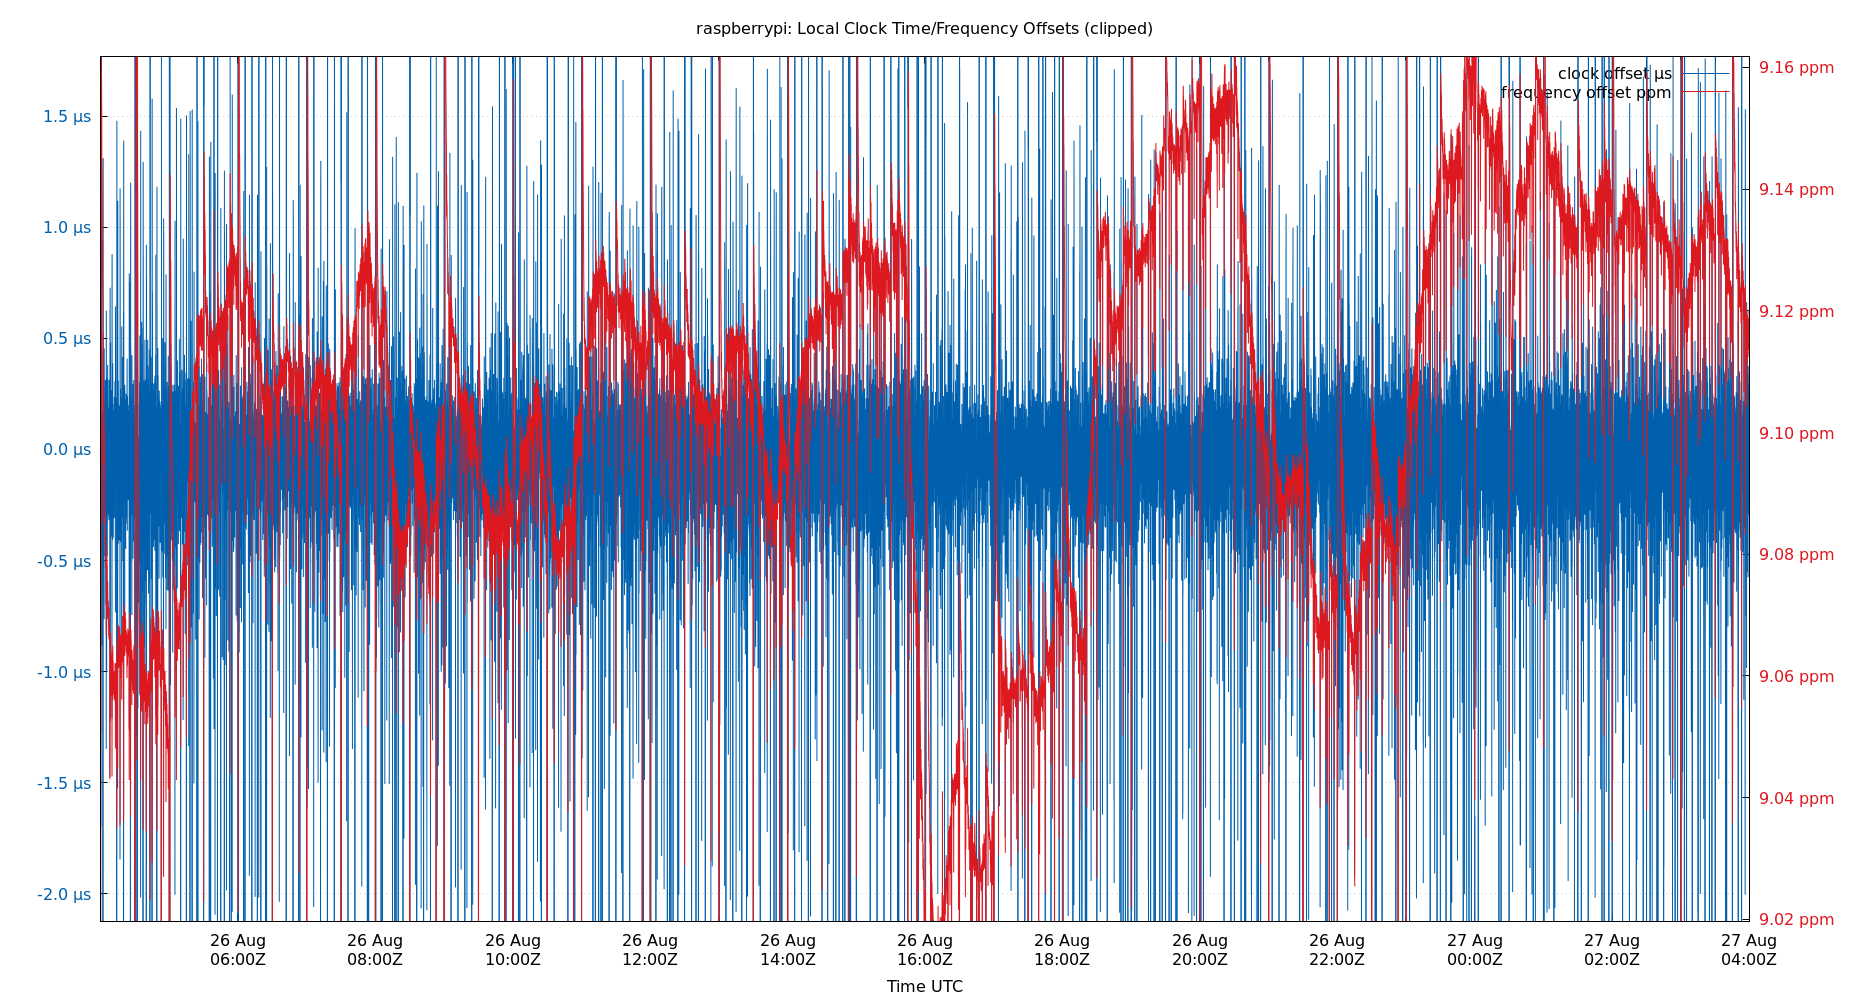 raspberrypi: Local Clock Time/Frequency Offsets (clipped)
clock offset µs
frequency offset ppm
1.5 µs
1.0 µs
0.5 µs
0.0 µs
-0.5 µs
-1.0 µs
-1.5 µs
-2.0 µs
9.16 ppm
9.14 ppm
9.12 ppm
9.10 ppm
9.08 ppm
9.06 ppm
9.04 ppm
9.02 ppm
26 Aug 26 Aug 26 Aug 26 Aug 26 Aug 26 Aug 26 Aug 26 Aug 26 Aug 27 Aug 27 Aug 27 Aug
06:00Z 08:00Z 10:00Z 12:00Z 14:00Z 16:00Z 18:00Z 20:00Z 22:00Z 00:00Z 02:00Z 04:00Z
Time UTC